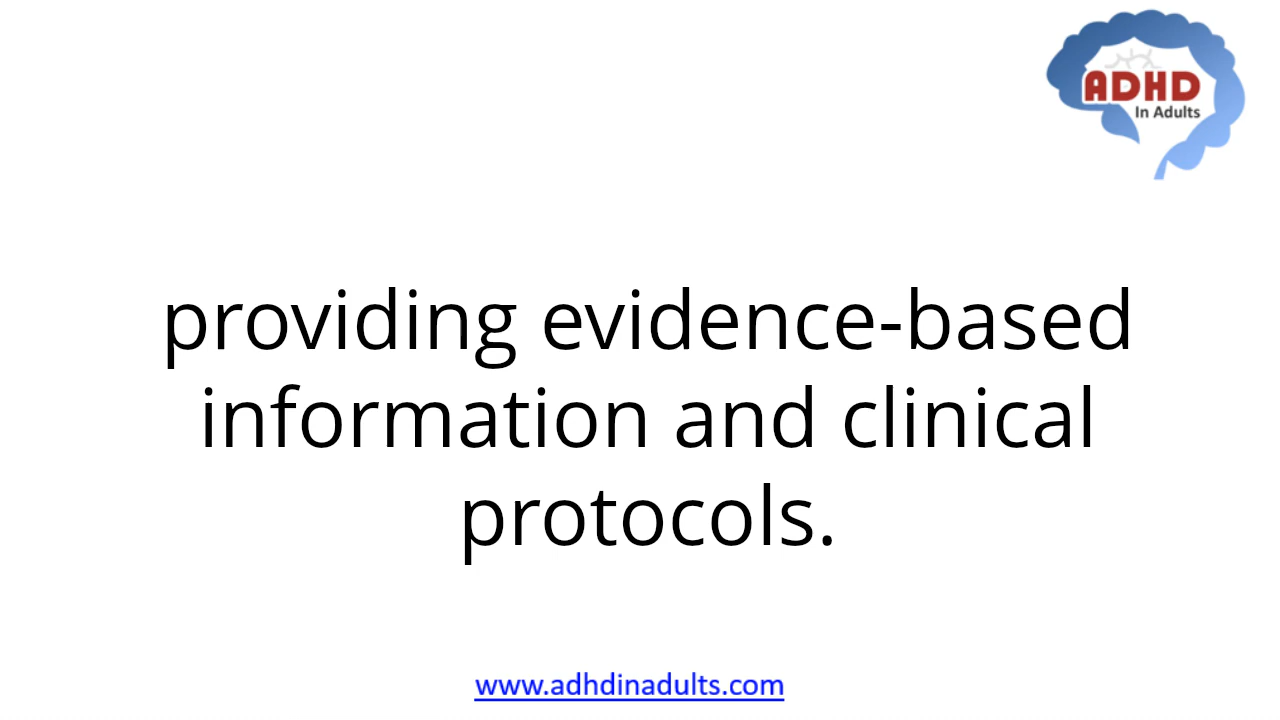 ADHD
In Adults
providing evidence-based
information and clinical
protocols.
www.adhdinadults.com